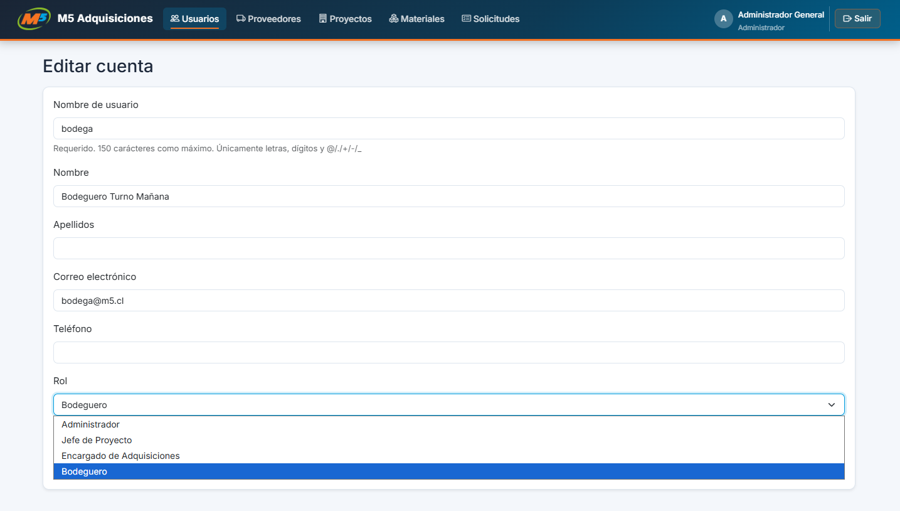 M5 M5 Adquisiciones Usuarios Proveedores Proyectos Materiales Solicitudes A Administrador General Salir
Administrador
Editar cuenta
Nombre de usuario
bodega
Requerido. 150 carácteres como máximo. Únicamente letras, dígitos y @/./+/-/_
Nombre
Bodeguero Turno Mañana
Apellidos
Correo electrónico
bodega@m5.cl
Teléfono
Rol
Bodeguero
Administrador
Jefe de Proyecto
Encargado de Adquisiciones
Bodeguero